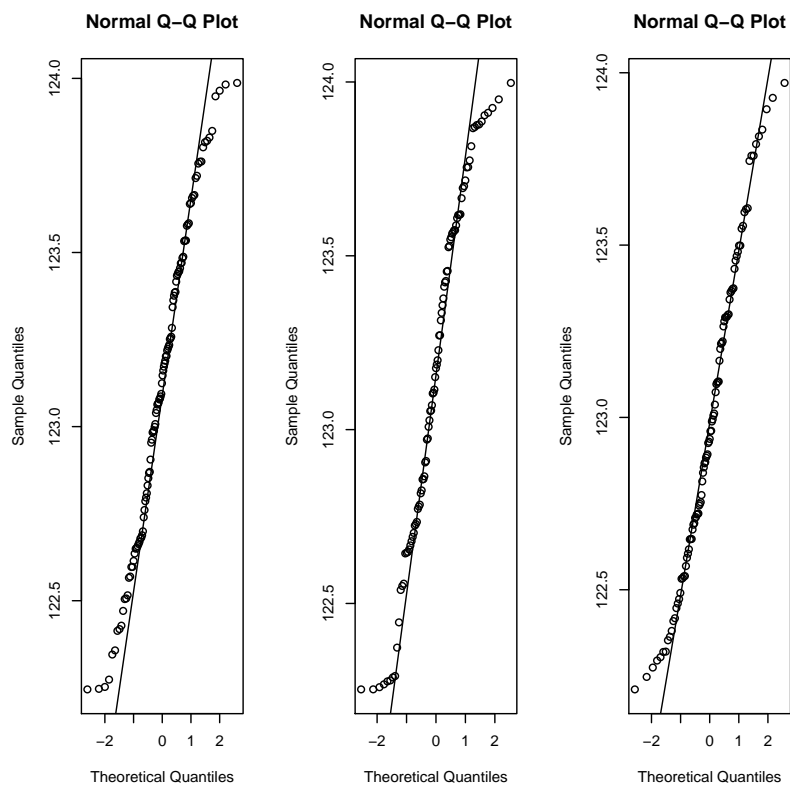 Normal Q−Q Plot
124.0
123.5
123.0
122.5
Sample Quantiles
−2 0 1 2
Theoretical Quantiles
Normal Q−Q Plot
124.0
123.5
123.0
122.5
Sample Quantiles
−2 0 1 2
Theoretical Quantiles
Normal Q−Q Plot
124.0
123.5
123.0
122.5
Sample Quantiles
−2 0 1 2
Theoretical Quantiles